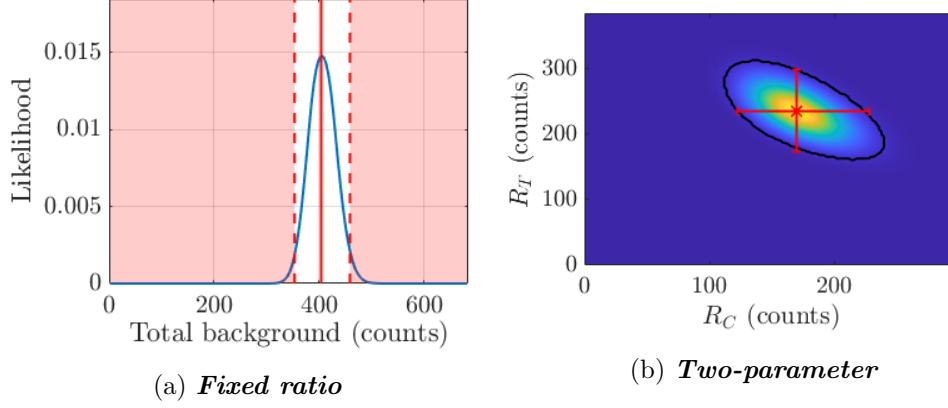 Likelihood
0.015
0.01
0.005
0
0 200 400 600
Total background (counts)
(a) Fixed ratio
R_T (counts)
300
200
100
0
0 100 200
R_C (counts)
(b) Two-parameter